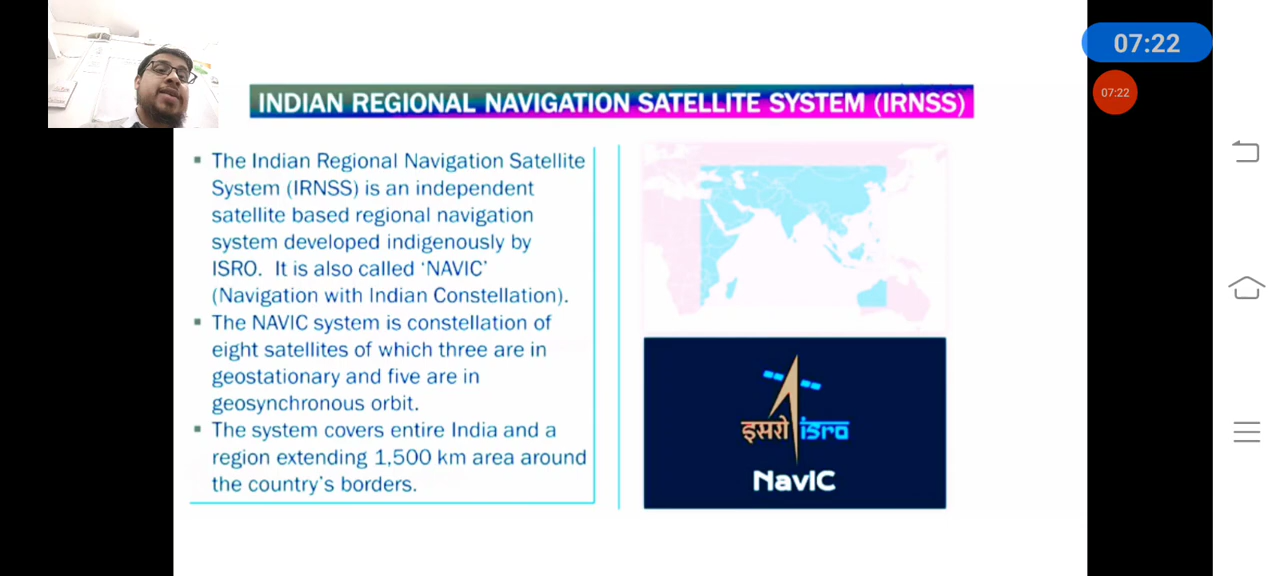 07:22
07:22
INDIAN REGIONAL NAVIGATION SATELLITE SYSTEM (IRNSS)
▪ The Indian Regional Navigation Satellite
System (IRNSS) is an independent
satellite based regional navigation
system developed indigenously by
ISRO. It is also called ‘NAVIC’
(Navigation with Indian Constellation).
▪ The NAVIC system is constellation of
eight satellites of which three are in
geostationary and five are in
geosynchronous orbit.
▪ The system covers entire India and a
region extending 1,500 km area around
the country's borders.
इसरो isro
NavIC